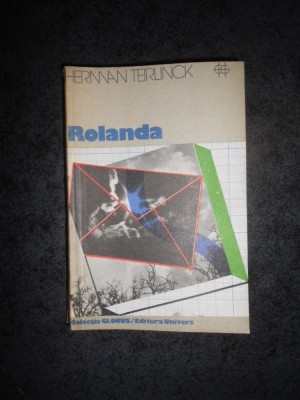 HERMAN TEIRLINCK
Rolanda
Colecția GLOBUS/Editura Univers